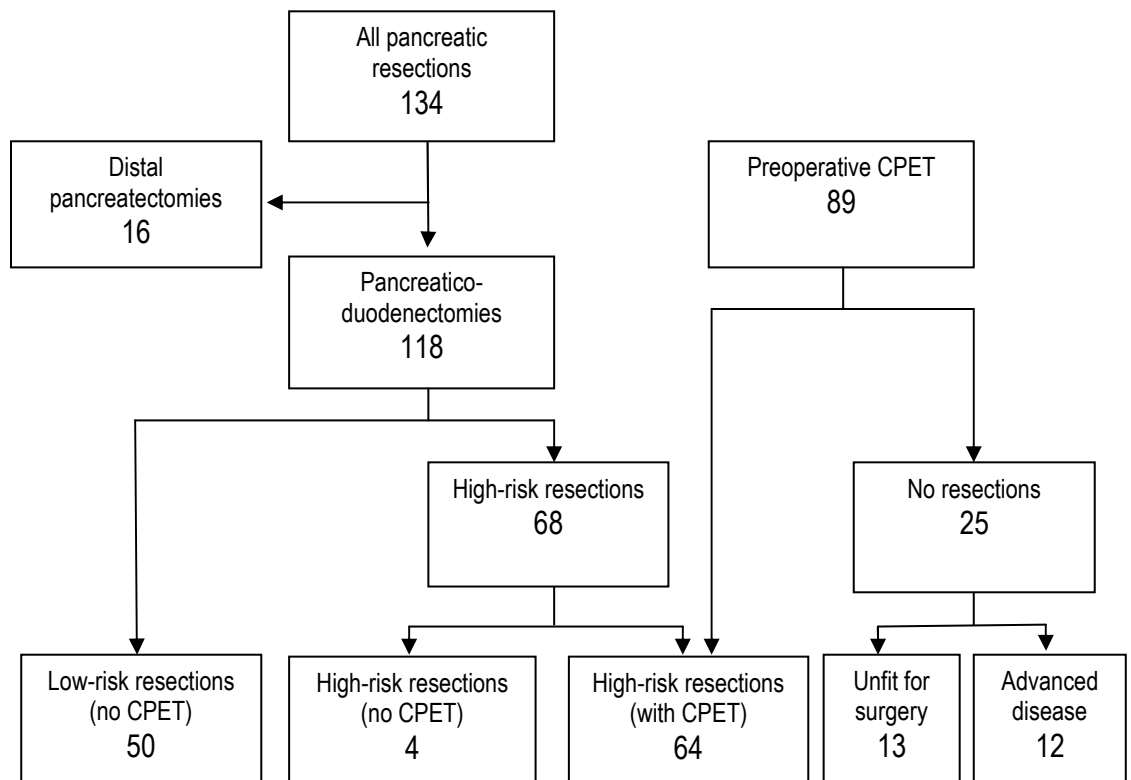 All pancreatic
resections
134
Distal
pancreatectomies
16
Preoperative CPET
89
Pancreatico-
duodenectomies
118
High-risk resections
68
No resections
25
Low-risk resections
(no CPET)
50
High-risk resections
(no CPET)
4
High-risk resections
(with CPET)
64
Unfit for
surgery
13
Advanced
disease
12